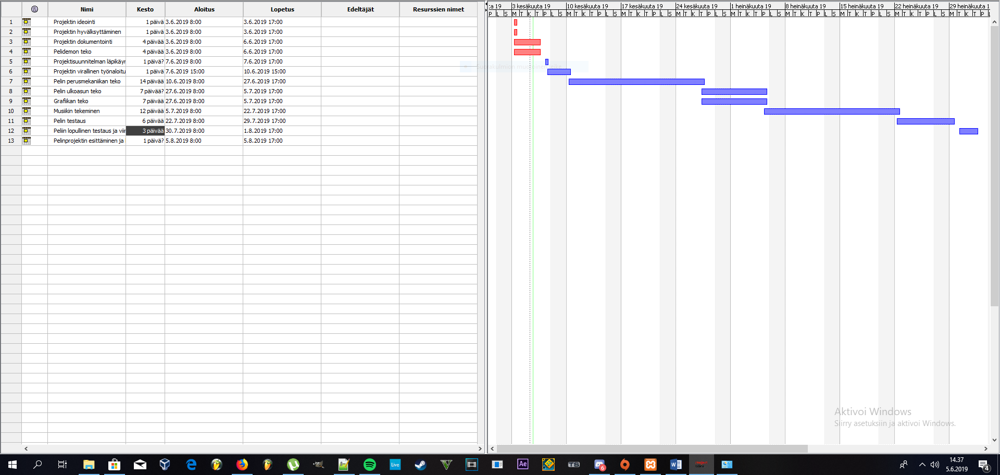 Nimi Kesto Aloitus Lopetus Edeltäjät Resurssien nimet
1 Projektin ideointi 1 päivä 3.6.2019 8:00 3.6.2019 17:00
2 Projektin hyvälksyttäminen 1 päivä 3.6.2019 8:00 3.6.2019 17:00
3 Projektin dokumentointi 4 päivää 3.6.2019 8:00 6.6.2019 17:00
4 Pelidemon teko 4 päivää 3.6.2019 8:00 6.6.2019 17:00
5 Projektisuunnitelman läpikäyr 1 päivä? 7.6.2019 8:00 7.6.2019 17:00
6 Projektin virallinen työnaloitu 1 päivä 7.6.2019 15:00 10.6.2019 15:00
7 Pelin perusmekaniikan teko 14 päivää 10.6.2019 8:00 27.6.2019 17:00
8 Pelin ulkoasun teko 7 päivää? 27.6.2019 8:00 5.7.2019 17:00
9 Grafiikan teko 7 päivää 27.6.2019 8:00 5.7.2019 17:00
10 Musiikin tekeminen 12 päivää 5.7.2019 8:00 22.7.2019 17:00
11 Pelin testaus 6 päivää 22.7.2019 8:00 29.7.2019 17:00
12 Peliin lopullinen testaus ja viir 3 päivää 30.7.2019 8:00 1.8.2019 17:00
13 Pelinprojektin esittäminen ja 1 päivä? 5.8.2019 8:00 5.8.2019 17:00
:a 19 3 kesäkuuta 19 10 kesäkuuta 19 17 kesäkuuta 19 24 kesäkuuta 19 1 heinäkuuta 19 8 heinäkuuta 19 15 heinäkuuta 19 22 heinäkuuta 19 29 heinäkuuta 1
P L S M T K T P L S M T K T P L S M T K T P L S M T K T P L S M T K T P L S M T K T P L S M T K T P L S M T K T P L S M T K T P
Aktivoi Windows
Siirry asetuksiin ja aktivoi Windows.
Live
Ae
TS
6
14.37
5.6.2019
4